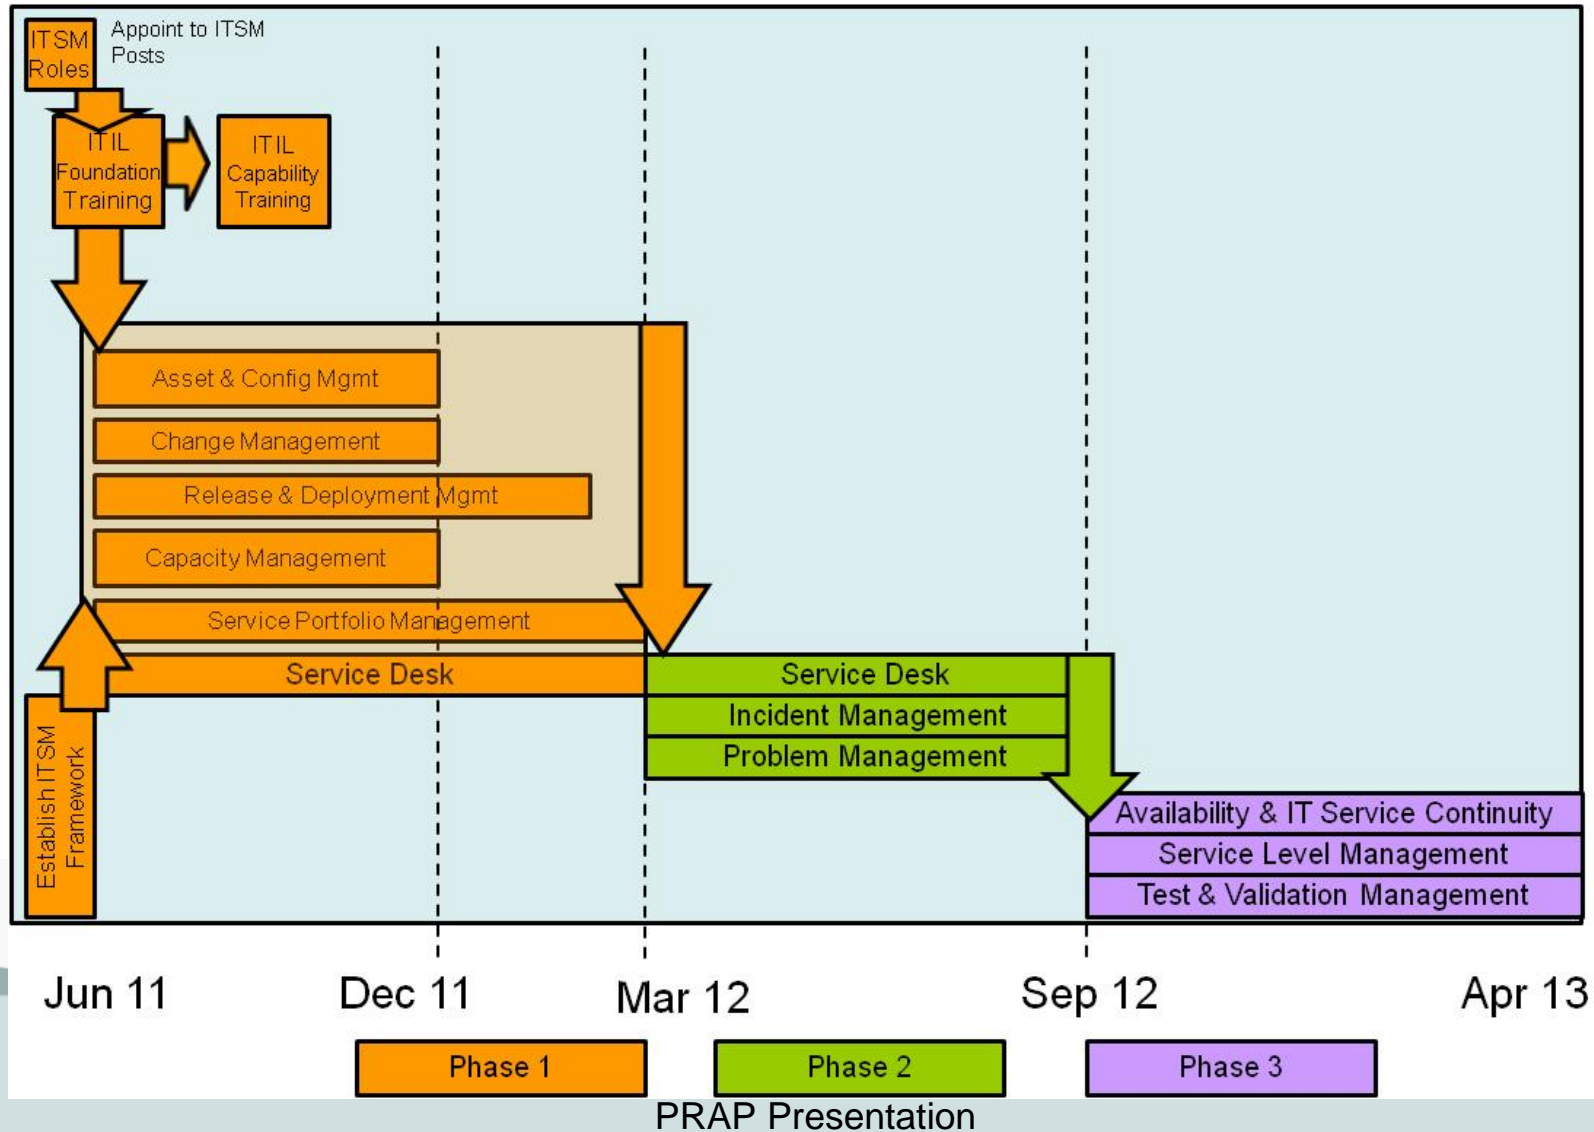 ITSM
Roles
Appoint to ITSM
Posts
ITIL
Foundation
Training
ITIL
Capability
Training
Asset & Config Mgmt
Change Management
Release & Deployment Mgmt
Capacity Management
Service Portfolio Management
Service Desk
Establish ITSM
Framework
Service Desk
Incident Management
Problem Management
Availability & IT Service Continuity
Service Level Management
Test & Validation Management
Jun 11
Dec 11
Mar 12
Sep 12
Apr 13
Phase 1
Phase 2
Phase 3
PRAP Presentation